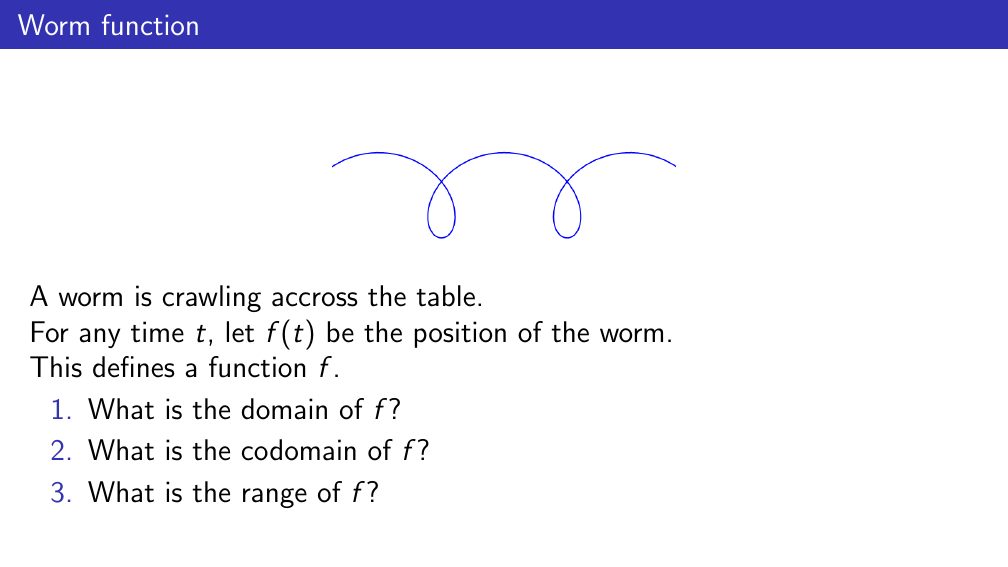 Worm function
A worm is crawling accross the table.
For any time t, let f(t) be the position of the worm.
This defines a function f.
1. What is the domain of f?
2. What is the codomain of f?
3. What is the range of f?